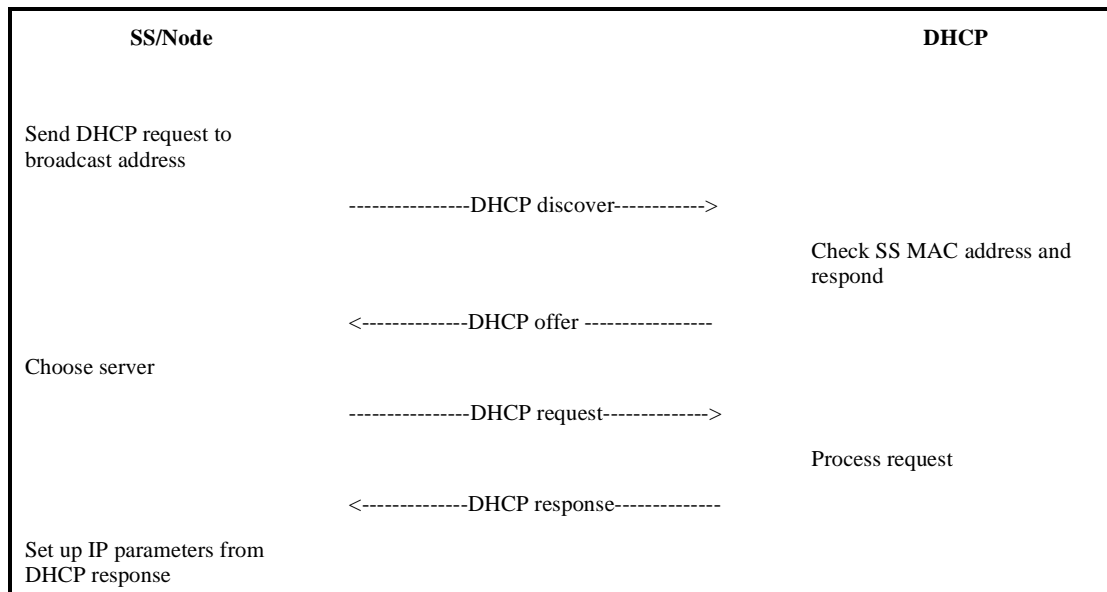 SS/Node DHCP
Send DHCP request to
broadcast address
----------------DHCP discover------------>
Check SS MAC address and
respond
<--------------DHCP offer -----------------
Choose server
----------------DHCP request-------------->
Process request
<--------------DHCP response--------------
Set up IP parameters from
DHCP response